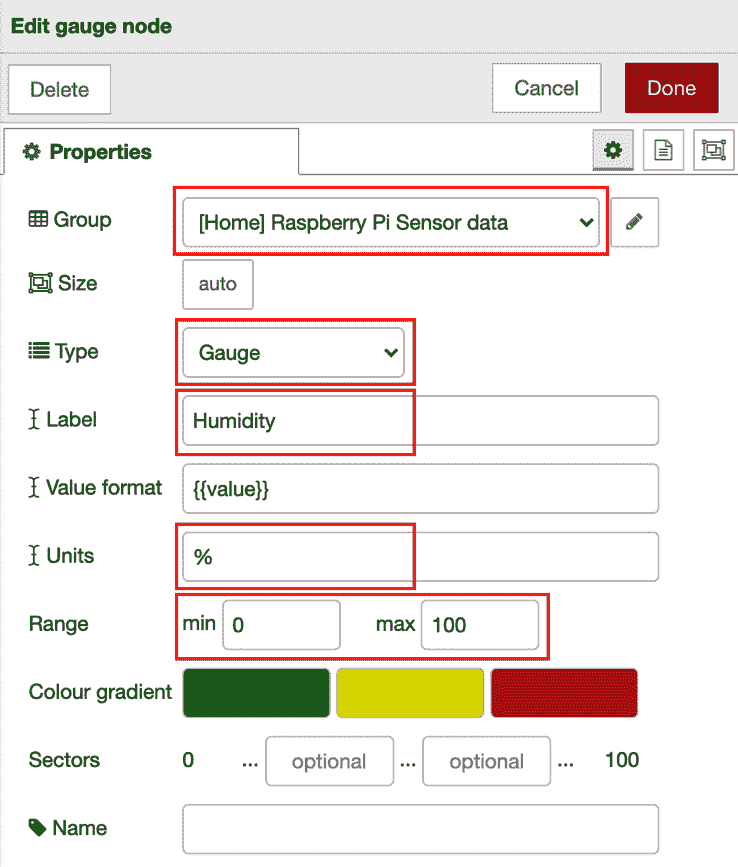 Edit gauge node
Delete
Cancel
Done
Properties
Group
[Home] Raspberry Pi Sensor data
Size
auto
Type
Gauge
Label
Humidity
Value format
{{value}}
Units
%
Range
min 0
max 100
Colour gradient
Sectors
0 ... optional ... optional ... 100
Name